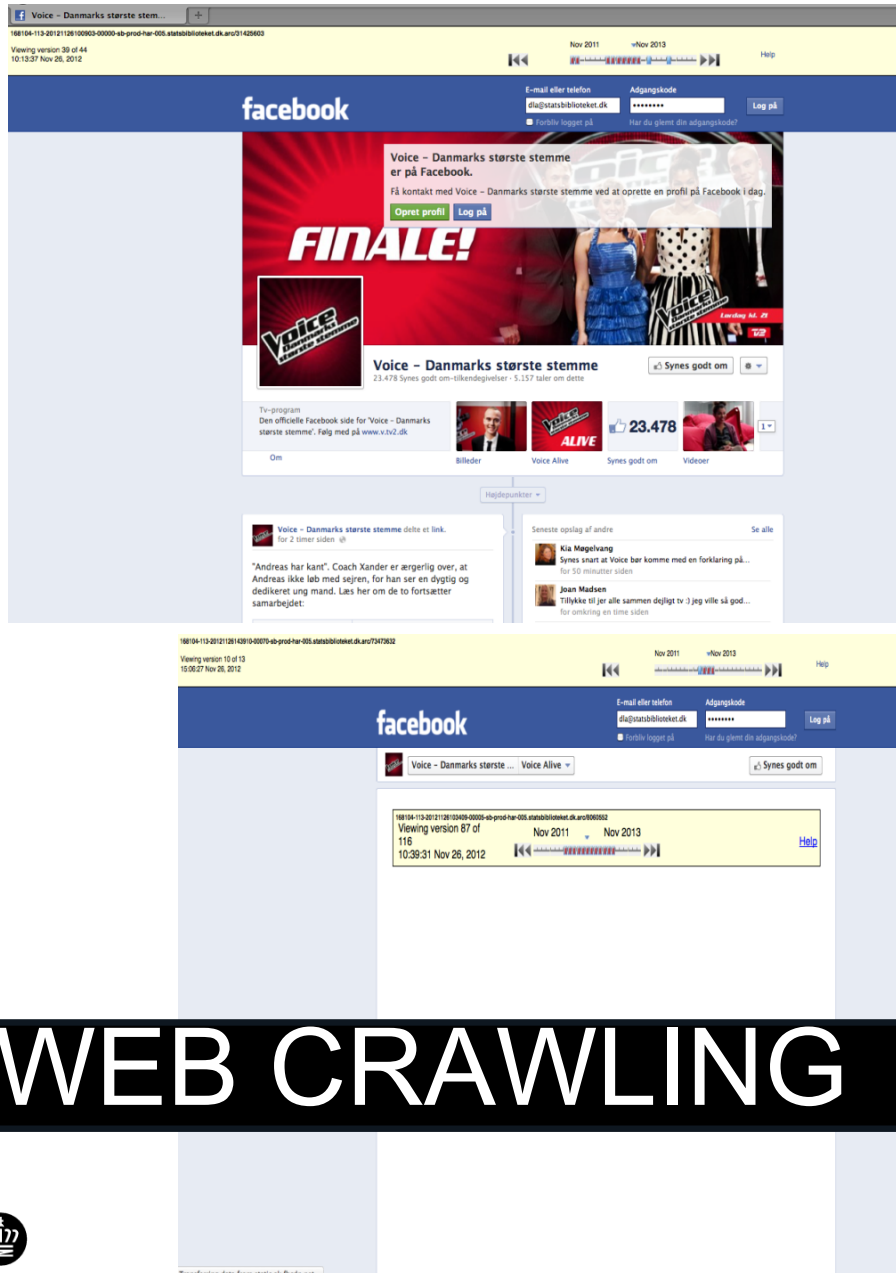 Voice – Danmarks største stem...
168104-113-20121126100903-00000-sb-prod-har-005.statsbiblioteket.dk.arc/31425603
Viewing version 39 of 44
10:13:37 Nov 26, 2012
Nov 2011
Nov 2013
Help
facebook
E-mail eller telefon
Adgangskode
dla@statsbiblioteket.dk
Log på
Forbliv logget på
Har du glemt din adgangskode?
Voice – Danmarks største stemme
er på Facebook.
Få kontakt med Voice – Danmarks største stemme ved at oprette en profil på Facebook i dag.
Opret profil
Log på
FINALE!
Voice
Lørdag kl. 21
TV2
Voice
Danmarks
største stemme
Voice – Danmarks største stemme
23.478 Synes godt om-tilkendegivelser · 5.157 taler om dette
Synes godt om
Tv-program
Den officielle Facebook side for 'Voice – Danmarks
største stemme'. Følg med på www.v.tv2.dk
Om
Voice
ALIVE
23.478
1
Billeder
Voice Alive
Synes godt om
Videoer
Højdepunkter
Voice – Danmarks største stemme delte et link.
for 2 timer siden
"Andreas har kant". Coach Xander er ærgerlig over, at
Andreas ikke løb med sejren, for han ser en dygtig og
dedikeret ung mand. Læs her om de to fortsætter
samarbejdet:
Seneste opslag af andre
Se alle
Kia Møgelvang
Synes snart at Voice bør komme med en forklaring på...
for 50 minutter siden
Joan Madsen
Tillykke til jer alle sammen dejligt tv :) jeg ville så god...
for omkring en time siden
168104-113-20121126143910-00070-sb-prod-har-005.statsbiblioteket.dk.arc/73473632
Viewing version 10 of 13
15:06:27 Nov 26, 2012
Nov 2011
Nov 2013
Help
facebook
E-mail eller telefon
Adgangskode
dla@statsbiblioteket.dk
Log på
Forbliv logget på
Har du glemt din adgangskode?
Voice – Danmarks største ...
Voice Alive
Synes godt om
168104-113-20121126103409-00005-sb-prod-har-005.statsbiblioteket.dk.arc/8060552
Viewing version 87 of
116
10:39:31 Nov 26, 2012
Nov 2011
Nov 2013
Help
WEB CRAWLING